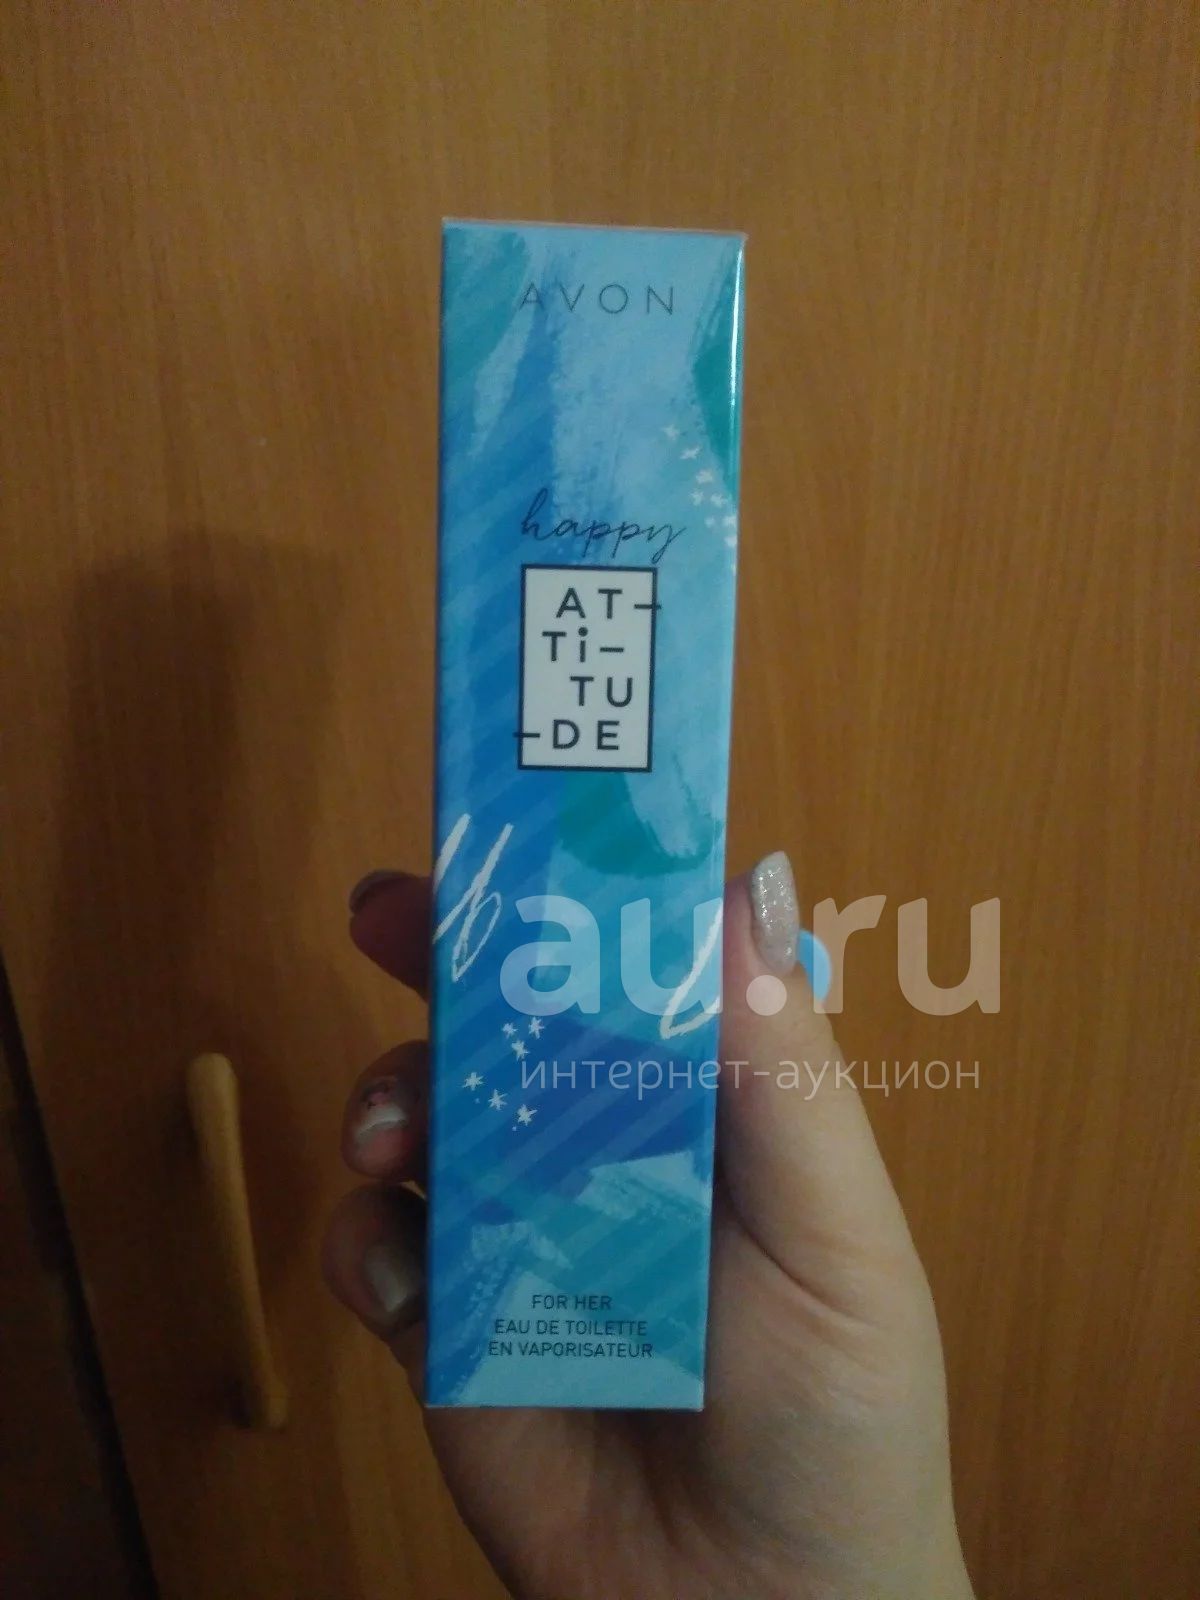 AVON
happy
AT-
Ti-
TU
-DE
au.ru
интернет-аукцион
FOR HER
EAU DE TOILETTE
EN VAPORISATEUR